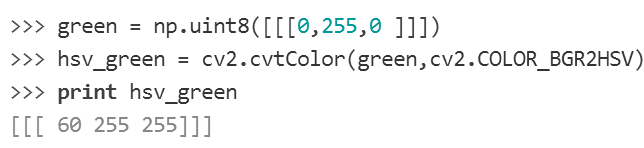 >>> green = np.uint8([[[0,255,0 ]]])
>>> hsv_green = cv2.cvtColor(green,cv2.COLOR_BGR2HSV)
>>> print hsv_green
[[[ 60 255 255]]]